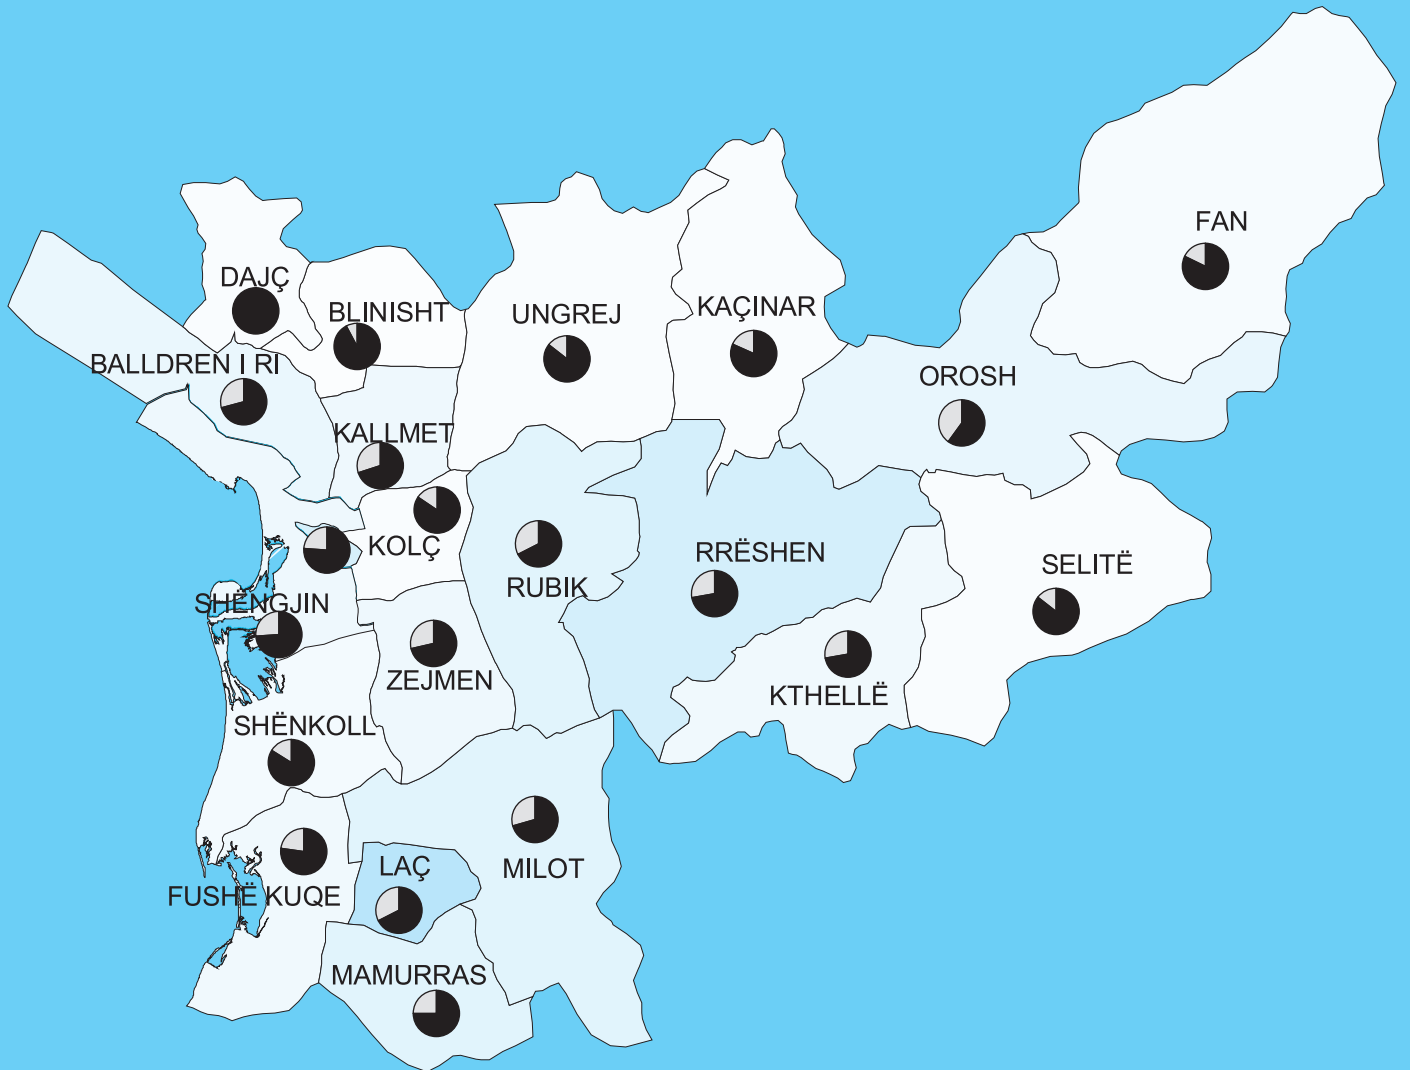 FAN
DAJÇ
BLINISHT
UNGREJ
KAÇINAR
BALLDREN I RI
OROSH
KALLMET
KOLÇ
RUBIK
RRËSHEN
SELITË
SHËNGJIN
ZEJMEN
KTHELLË
SHËNKOLL
LAÇ
MILOT
FUSHË KUQE
MAMURRAS